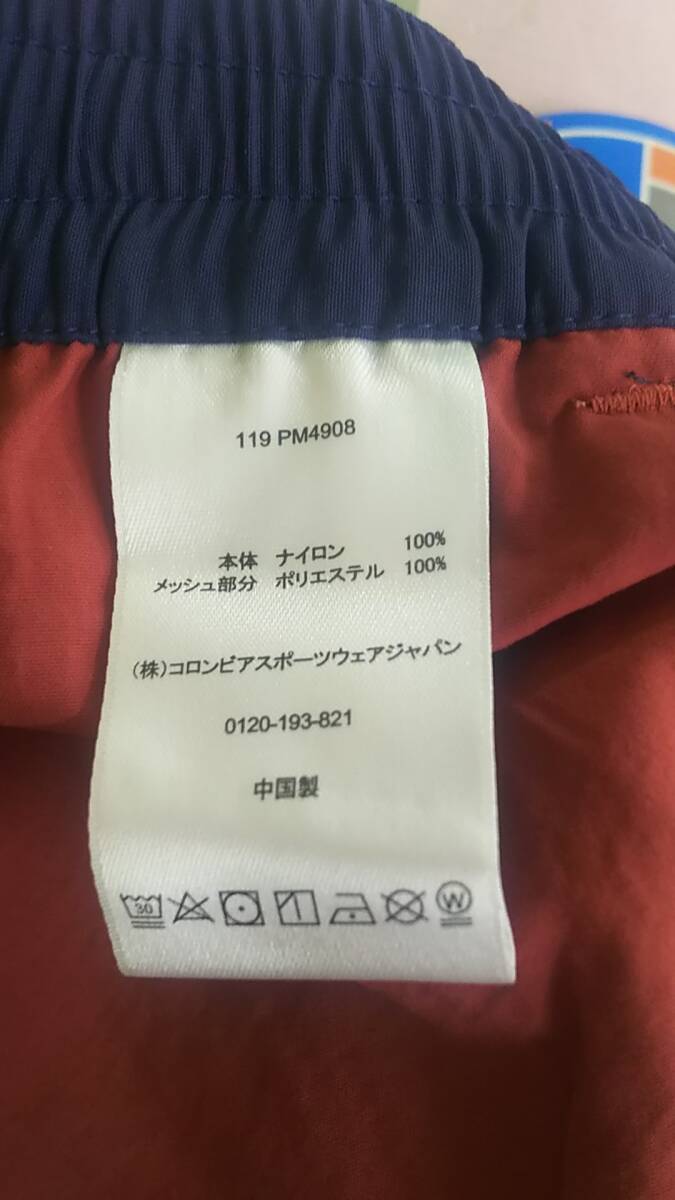 119 PM4908
本体 ナイロン 100%
メッシュ部分 ポリエステル 100%
(株)コロンビアスポーツウェアジャパン
0120-193-821
中国製
30 W